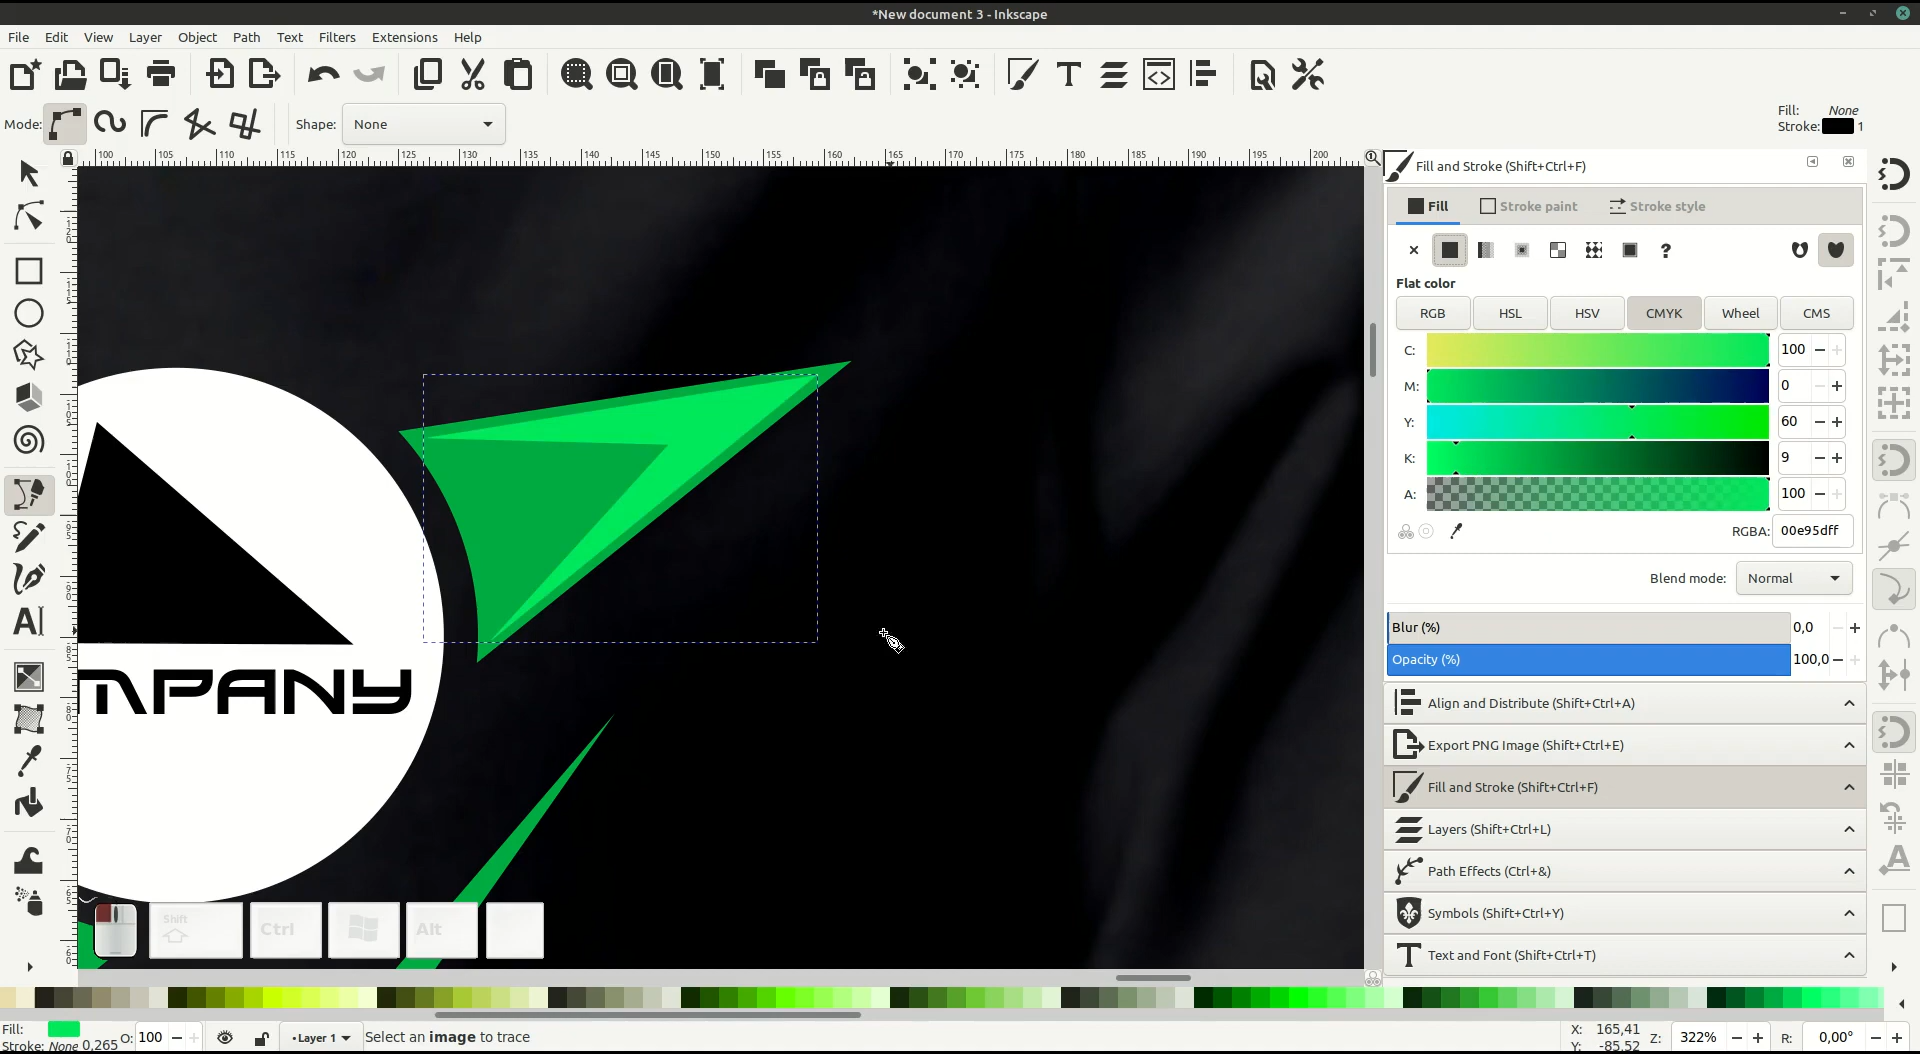 *New document 3 - Inkscape
File Edit View Layer Object Path Text Filters Extensions Help
Mode: Shape: None
Fill: None
Stroke: 1
100 105 110 115 120 125 130 135 140 145 150 155 160 165 170 175 180 185 190 195 200
Fill and Stroke (Shift+Ctrl+F)
Fill Stroke paint Stroke style
Flat color
RGB HSL HSV CMYK Wheel CMS
C: 100
M: 0
Y: 60
K: 9
A: 100
RGBA: 00e95dff
Blend mode: Normal
Blur (%) 0,0
Opacity (%) 100,0
MPANY
Align and Distribute (Shift+Ctrl+A)
Export PNG Image (Shift+Ctrl+E)
Fill and Stroke (Shift+Ctrl+F)
Layers (Shift+Ctrl+L)
Path Effects (Ctrl+&)
Symbols (Shift+Ctrl+Y)
Text and Font (Shift+Ctrl+T)
Shift Ctrl Alt
Fill: O: 100 •Layer 1 Select an image to trace
Stroke: None 0,265
X: 165,41
Y: -85,52
Z: 322% R: 0,00°